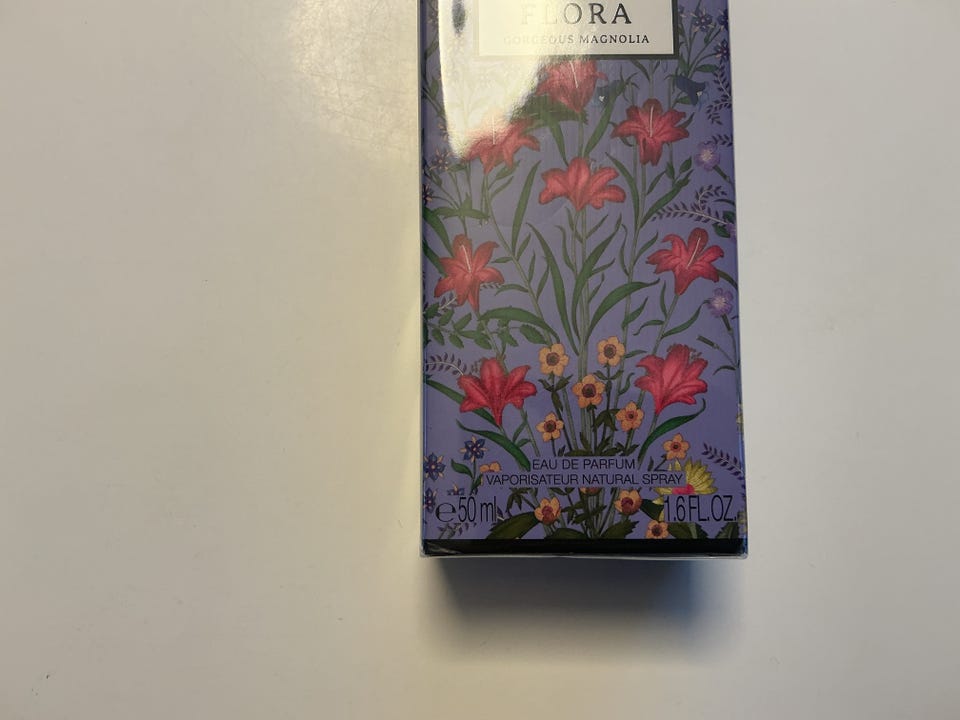 FLORA
GORGEOUS MAGNOLIA
EAU DE PARFUM
VAPORISATEUR NATURAL SPRAY
℮50 ml 1.6 FL. OZ.